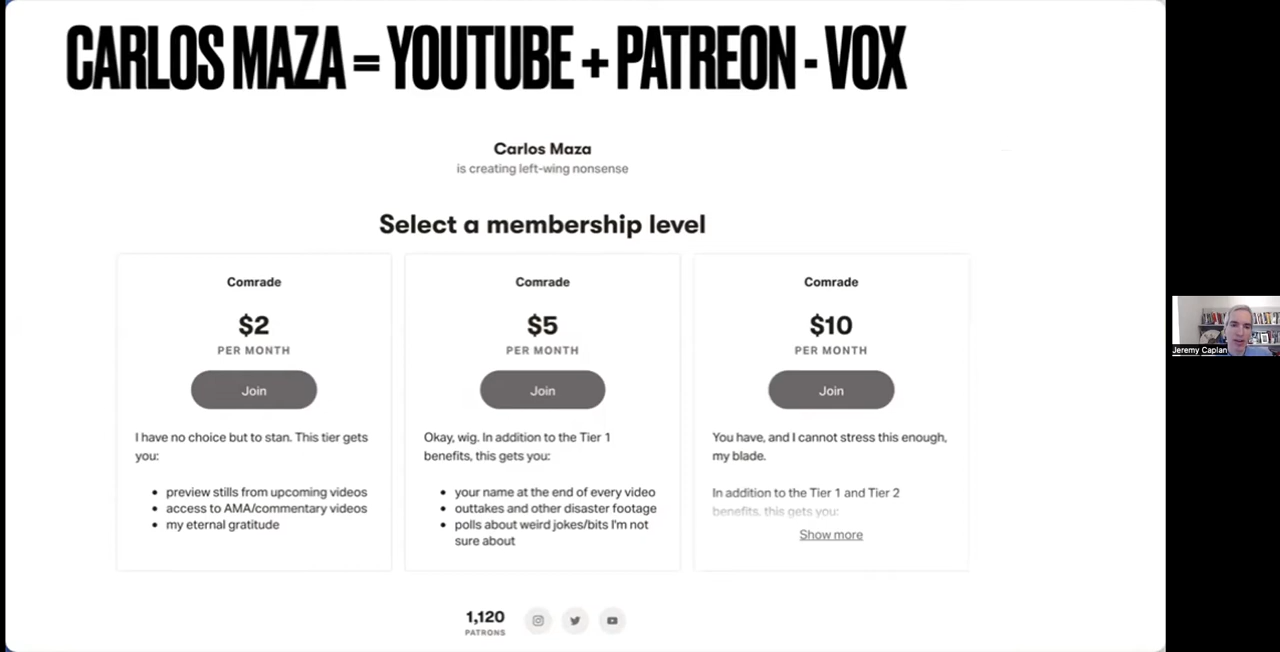 CARLOS MAZA = YOUTUBE + PATREON - VOX
Carlos Maza
is creating left-wing nonsense
Select a membership level
Comrade
$2
PER MONTH
Join
I have no choice but to stan. This tier gets
you:
• preview stills from upcoming videos
• access to AMA/commentary videos
• my eternal gratitude
Comrade
$5
PER MONTH
Join
Okay, wig. In addition to the Tier 1
benefits, this gets you:
• your name at the end of every video
• outtakes and other disaster footage
• polls about weird jokes/bits I'm not
sure about
Comrade
$10
PER MONTH
Join
You have, and I cannot stress this enough,
my blade.
In addition to the Tier 1 and Tier 2
benefits, this gets you:
Show more
1,120
PATRONS
Jeremy Caplan